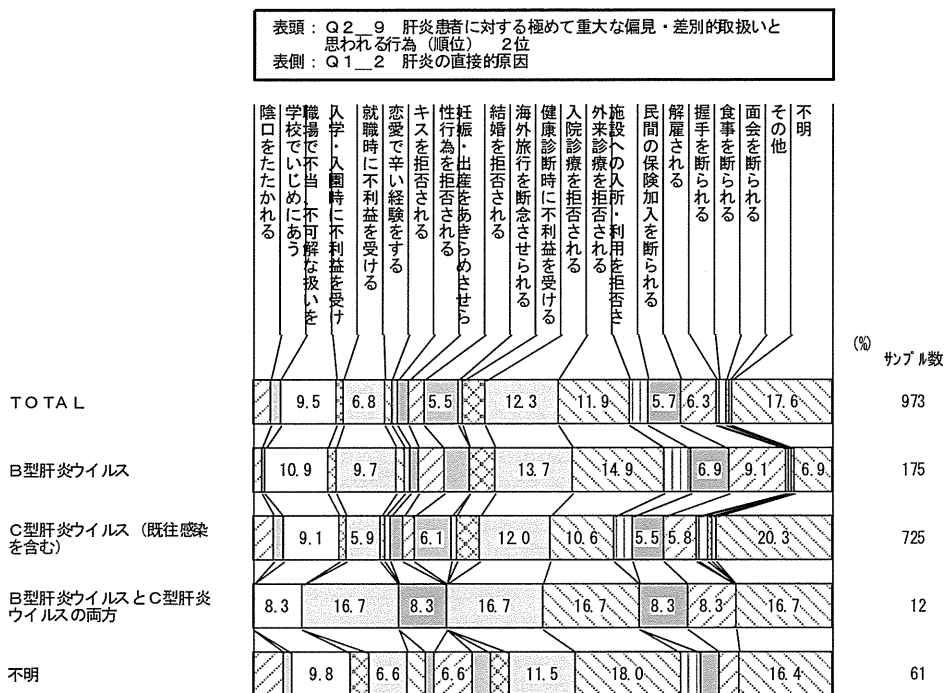 表頭：Ｑ２＿９　肝炎患者に対する極めて重大な偏見・差別的取扱いと
思われる行為（順位）　２位
表側：Ｑ１＿２　肝炎の直接的原因
陰口をたたかれる
学校でいじめにあう
職場で不当、不可解な扱いを
入学・入園時に不利益を受け
就職時に不利益を受ける
恋愛で辛い経験をする
キスを拒否される
性行為を拒否される
妊娠・出産をあきらめさせら
結婚を拒否される
海外旅行を断念させられる
健康診断時に不利益を受ける
入院診療を拒否される
外来診療を拒否される
施設への入所・利用を拒否さ
民間の保険加入を断られる
解雇される
握手を断られる
食事を断られる
面会を断られる
その他
不明
(%)
サンプル数
ＴＯＴＡＬ 9.5 6.8 5.5 12.3 11.9 5.7 6.3 17.6 973
Ｂ型肝炎ウイルス 10.9 9.7 13.7 14.9 6.9 9.1 6.9 175
Ｃ型肝炎ウイルス（既往感染
を含む） 9.1 5.9 6.1 12.0 10.6 5.5 5.8 20.3 725
Ｂ型肝炎ウイルスとＣ型肝炎
ウイルスの両方 8.3 16.7 8.3 16.7 16.7 8.3 8.3 16.7 12
不明 9.8 6.6 6.6 11.5 18.0 16.4 61